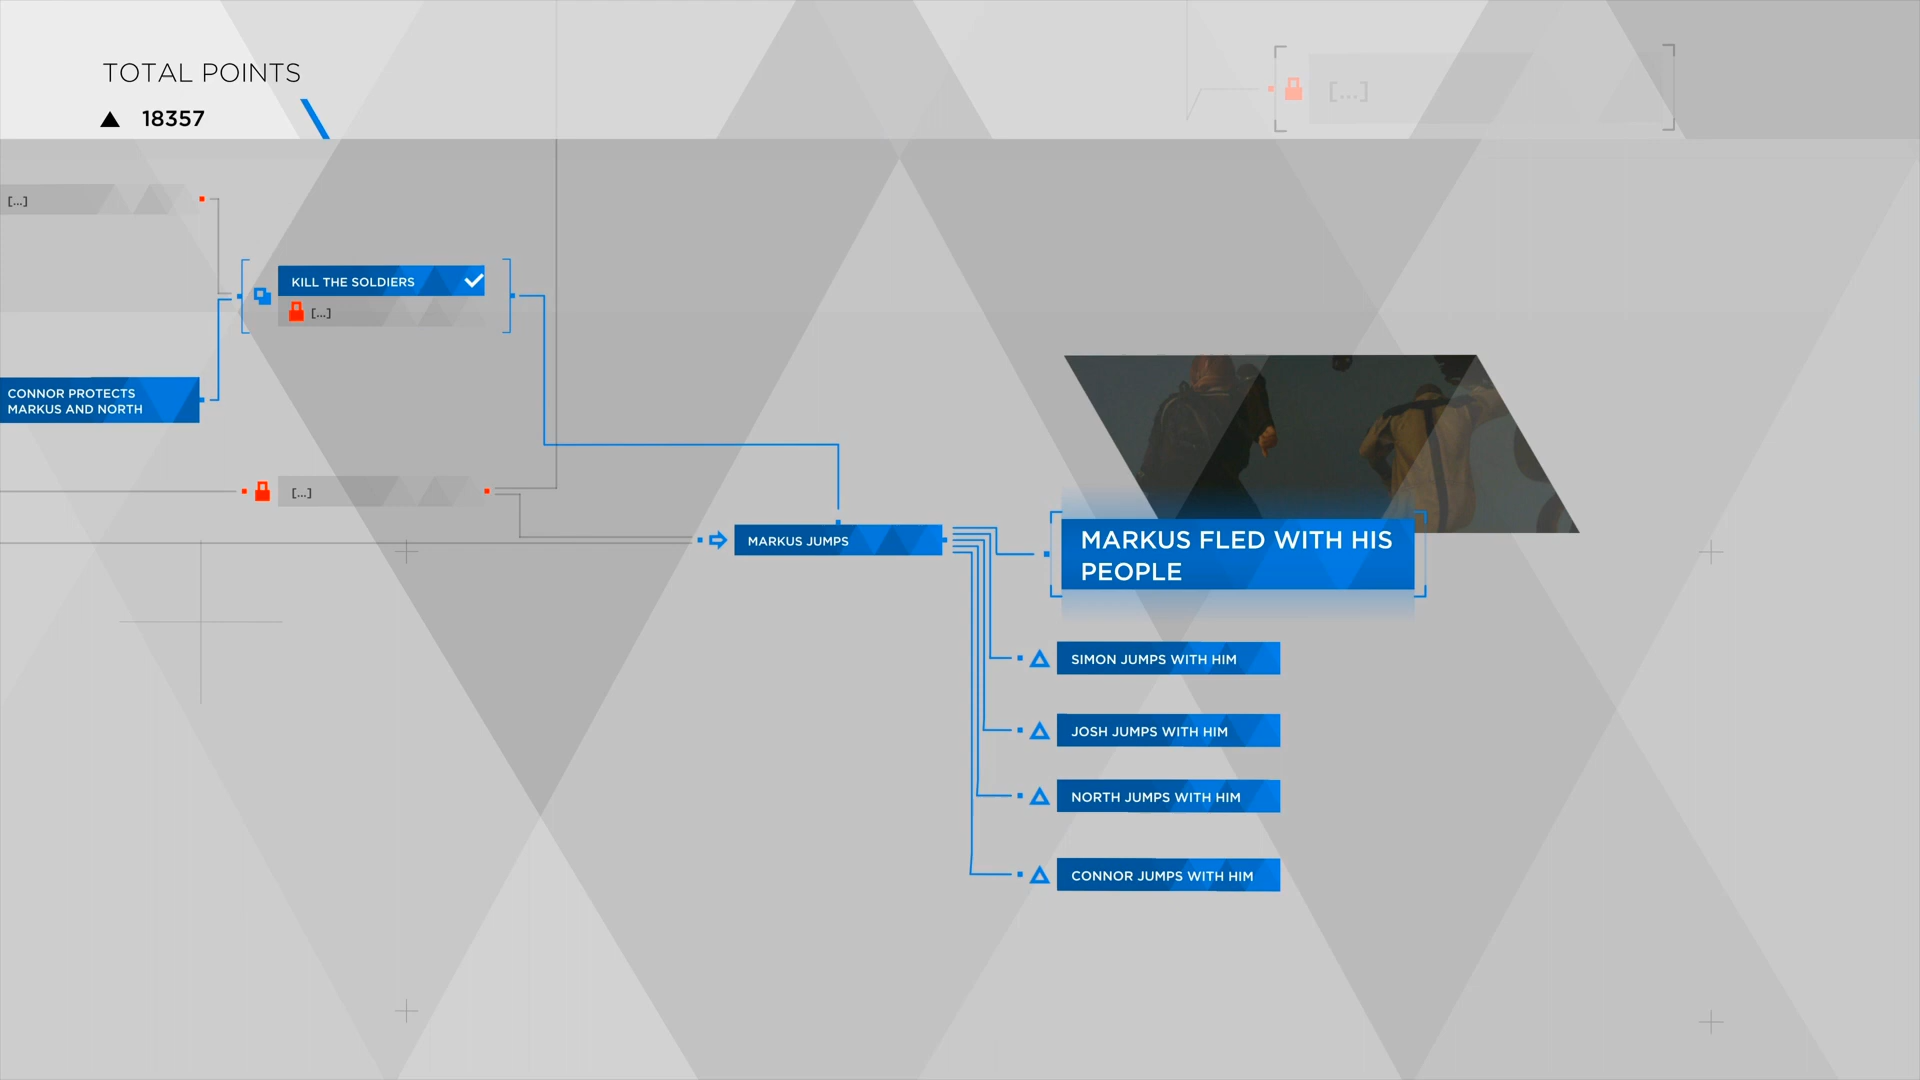 TOTAL POINTS
18357
[...]
[...]
KILL THE SOLDIERS
[...]
CONNOR PROTECTS
MARKUS AND NORTH
[...]
MARKUS JUMPS
MARKUS FLED WITH HIS
PEOPLE
SIMON JUMPS WITH HIM
JOSH JUMPS WITH HIM
NORTH JUMPS WITH HIM
CONNOR JUMPS WITH HIM